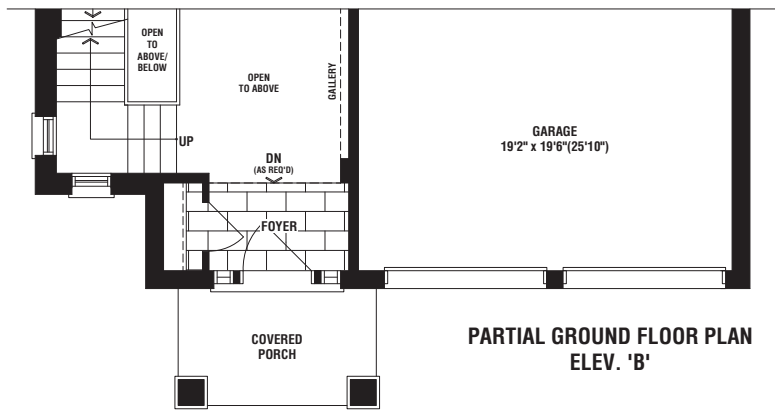 OPEN
TO
ABOVE/
BELOW
OPEN
TO ABOVE
GALLERY
UP
DN
(AS REQ'D)
FOYER
GARAGE
19'2" x 19'6"(25'10")
COVERED
PORCH
PARTIAL GROUND FLOOR PLAN
ELEV. 'B'